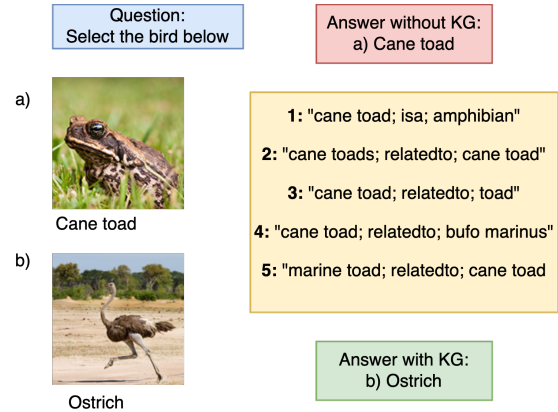 Question:
Select the bird below
Answer without KG:
a) Cane toad
a)
Cane toad
b)
Ostrich
1: "cane toad; isa; amphibian"
2: "cane toads; relatedto; cane toad"
3: "cane toad; relatedto; toad"
4: "cane toad; relatedto; bufo marinus"
5: "marine toad; relatedto; cane toad
Answer with KG:
b) Ostrich